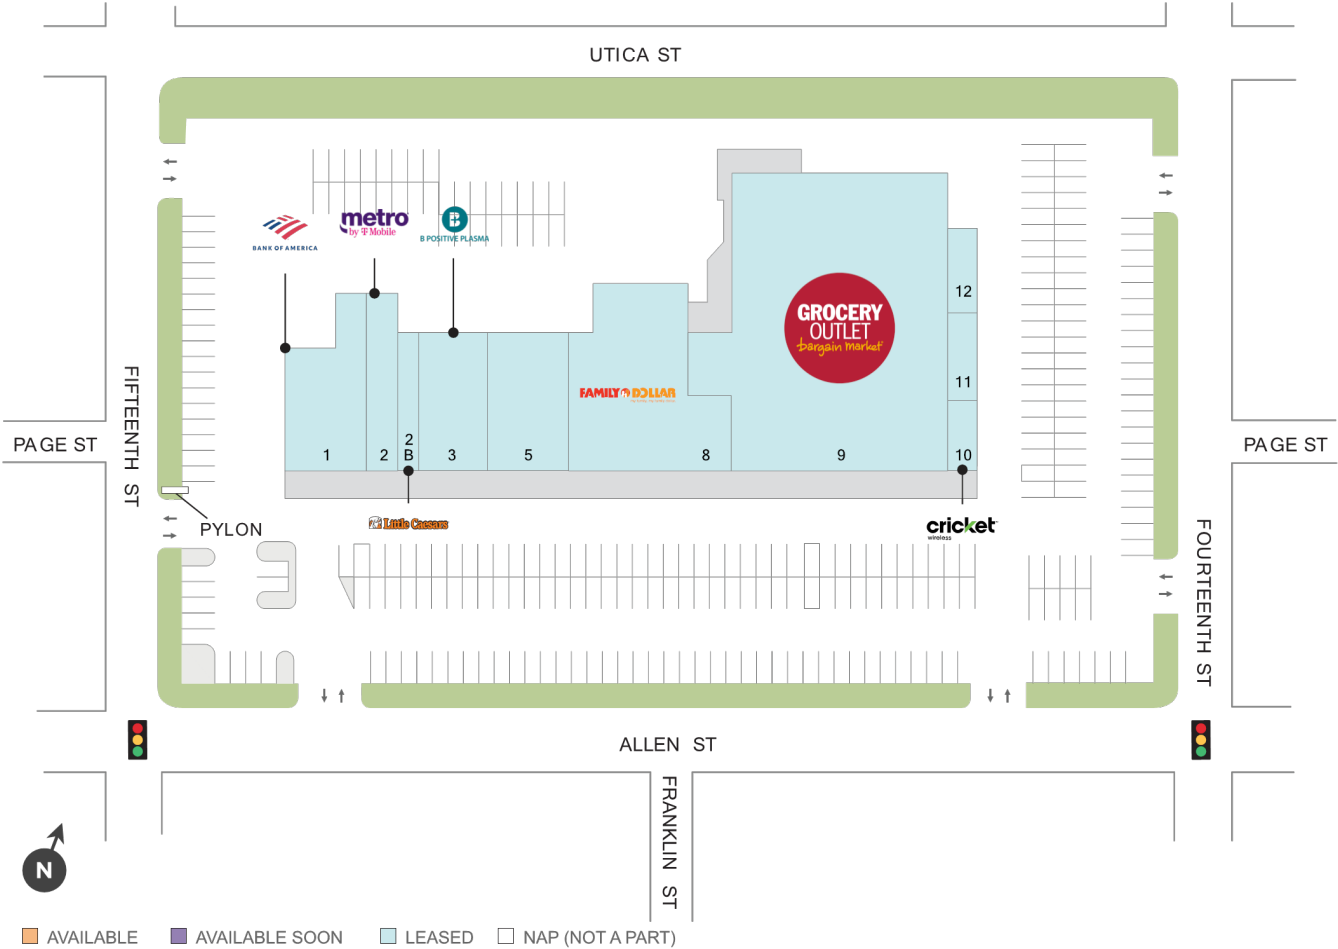 UTICA ST
BANK OF AMERICA
metro
by T Mobile
B
B POSITIVE PLASMA
GROCERY
OUTLET
bargain market
12
11
10
FAMILY DOLLAR
1
2
2
B
3
5
8
9
FIFTEENTH ST
PAGE ST
PAGE ST
PYLON
Little Caesars
cricket
wireless
FOURTEENTH ST
ALLEN ST
FRANKLIN ST
N
AVAILABLE
AVAILABLE SOON
LEASED
NAP (NOT A PART)